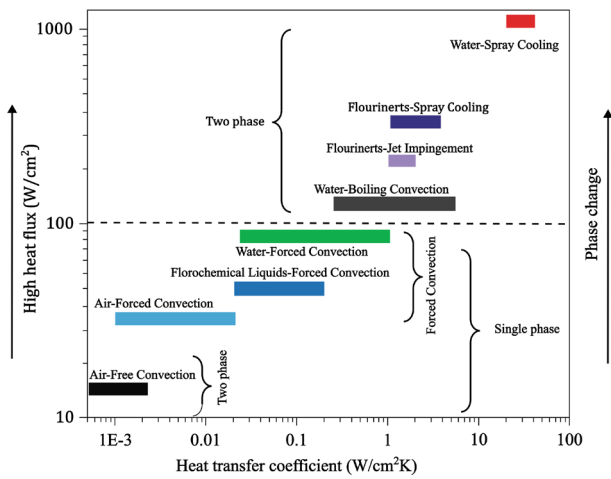 1000
Water-Spray Cooling
Flourinerts-Spray Cooling
Two phase
Flourinerts-Jet Impingement
Water-Boiling Convection
High heat flux (W/cm²)
Phase change
100
Water-Forced Convection
Florochemical Liquids-Forced Convection
Forced Convection
Air-Forced Convection
Single phase
Air-Free Convection
Two phase
10
1E-3
0.01
0.1
1
10
100
Heat transfer coefficient (W/cm²K)